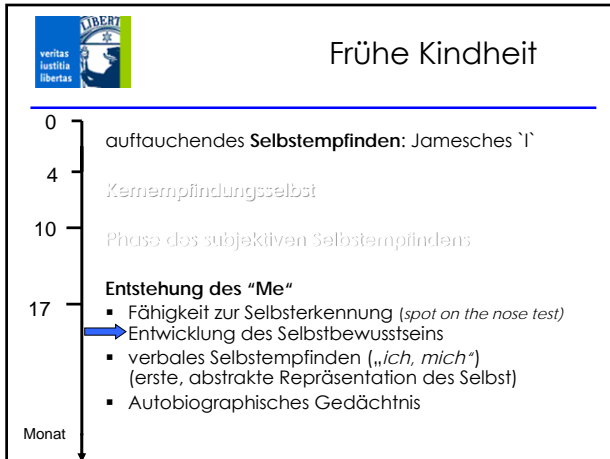 LIBERT
veritas
iustitia
libertas
Frühe Kindheit
0
auftauchendes Selbstempfinden: Jamesches `I`
4
Kernempfindungsselbst
10
Phase des subjektiven Selbstempfindens
Entstehung des "Me"
17
▪ Fähigkeit zur Selbsterkennung (spot on the nose test)
Entwicklung des Selbstbewusstseins
▪ verbales Selbstempfinden („ich, mich“)
(erste, abstrakte Repräsentation des Selbst)
▪ Autobiographisches Gedächtnis
Monat